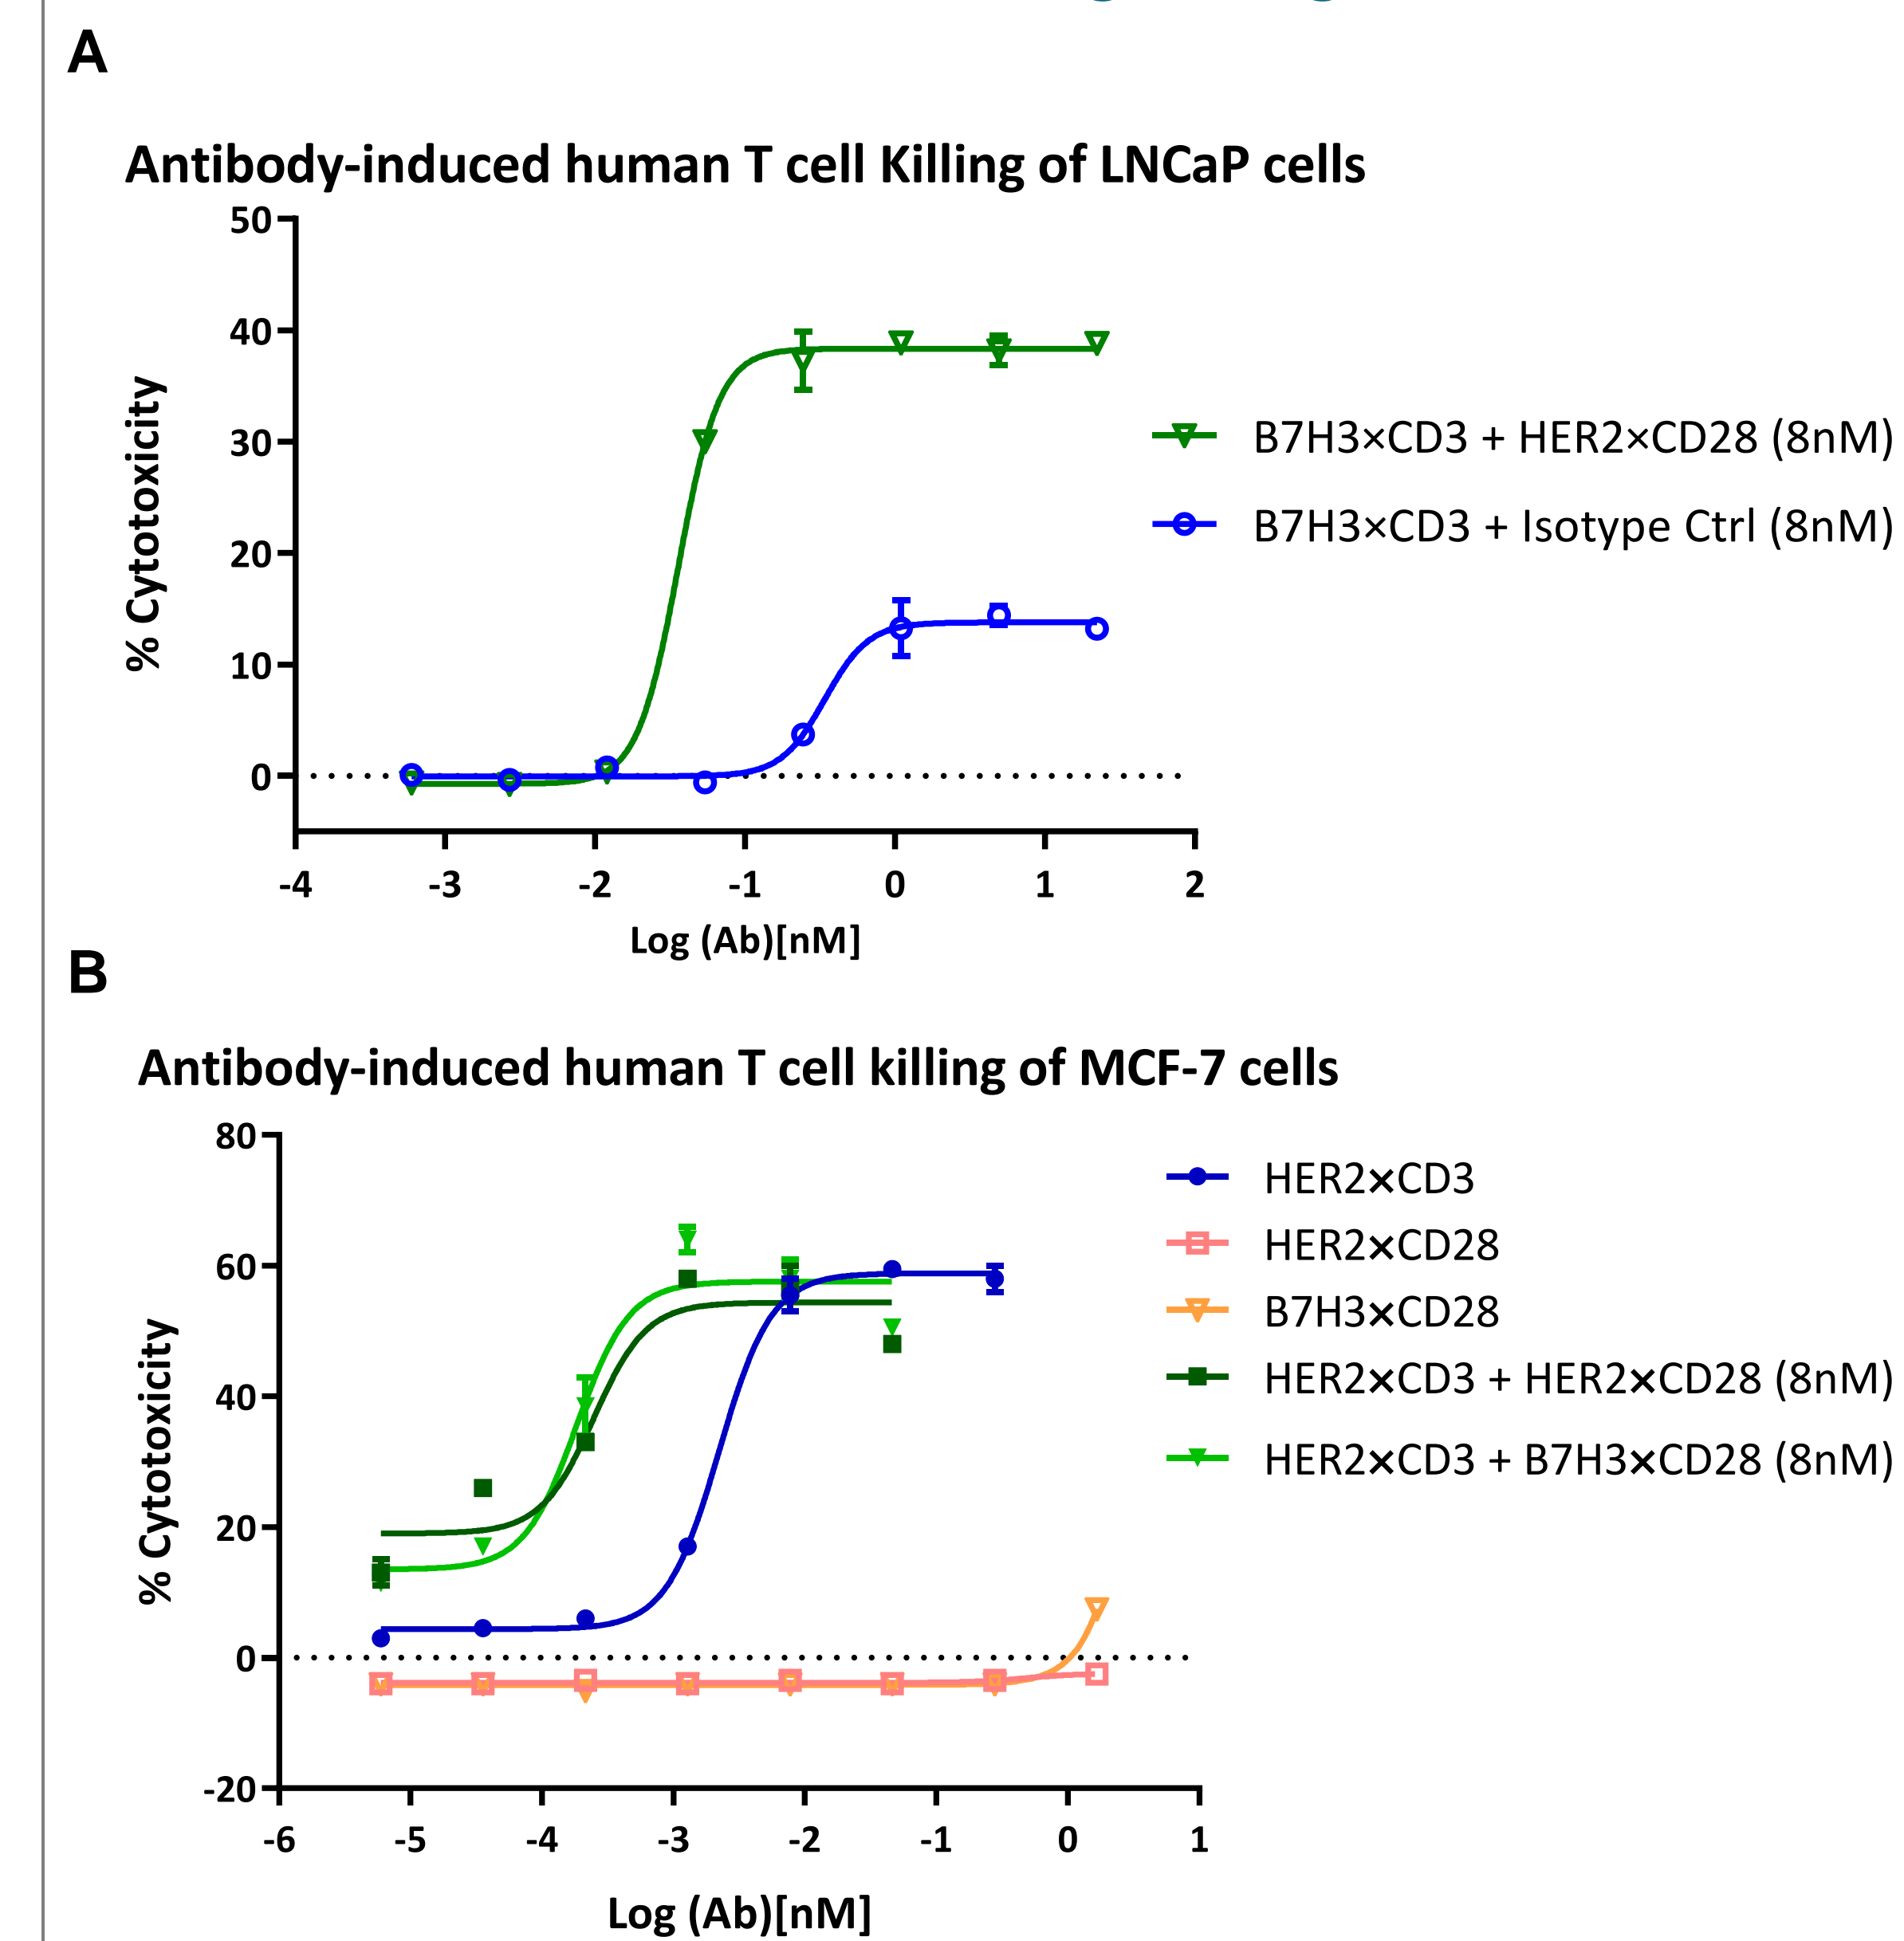 A
Antibody-induced human T cell Killing of LNCaP cells
50
40
30
20
10
0
% Cytotoxicity
-4 -3 -2 -1 0 1 2
Log (Ab)[nM]
B7H3×CD3 + HER2×CD28 (8nM)
B7H3×CD3 + Isotype Ctrl (8nM)
B
Antibody-induced human T cell killing of MCF-7 cells
80
60
40
20
0
-20
% Cytotoxicity
-6 -5 -4 -3 -2 -1 0 1
Log (Ab)[nM]
HER2×CD3
HER2×CD28
B7H3×CD28
HER2×CD3 + HER2×CD28 (8nM)
HER2×CD3 + B7H3×CD28 (8nM)